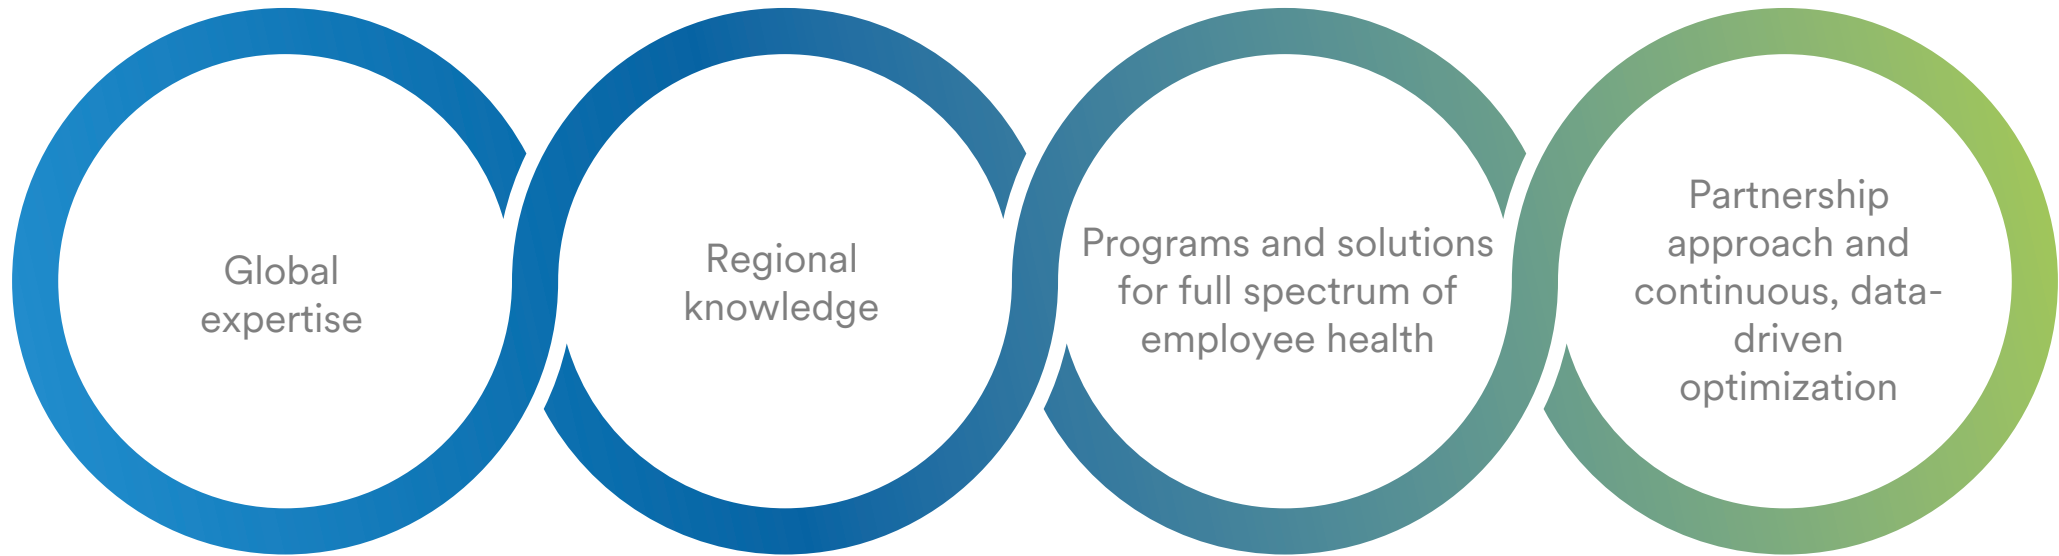 Global
expertise
Regional
knowledge
Programs and solutions
for full spectrum of
employee health
Partnership
approach and
continuous, data-
driven
optimization